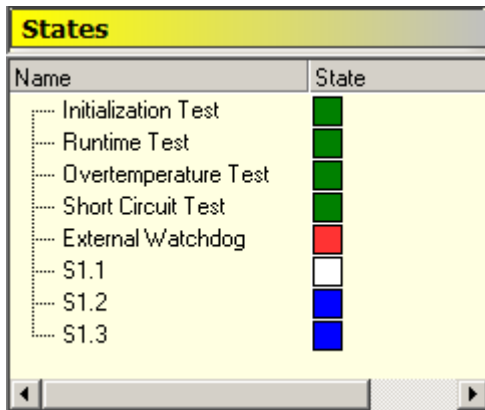 States
Name State
Initialization Test
Runtime Test
Overtemperature Test
Short Circuit Test
External Watchdog
S1.1
S1.2
S1.3